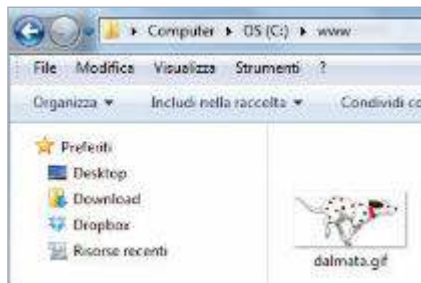 Computer ▸ OS (C:) ▸ www
File Modifica Visualizza Strumenti ?
Organizza ▾ Includi nella raccolta ▾ Condividi co
Preferiti
Desktop
Download
Dropbox
Risorse recenti
dalmata.gif